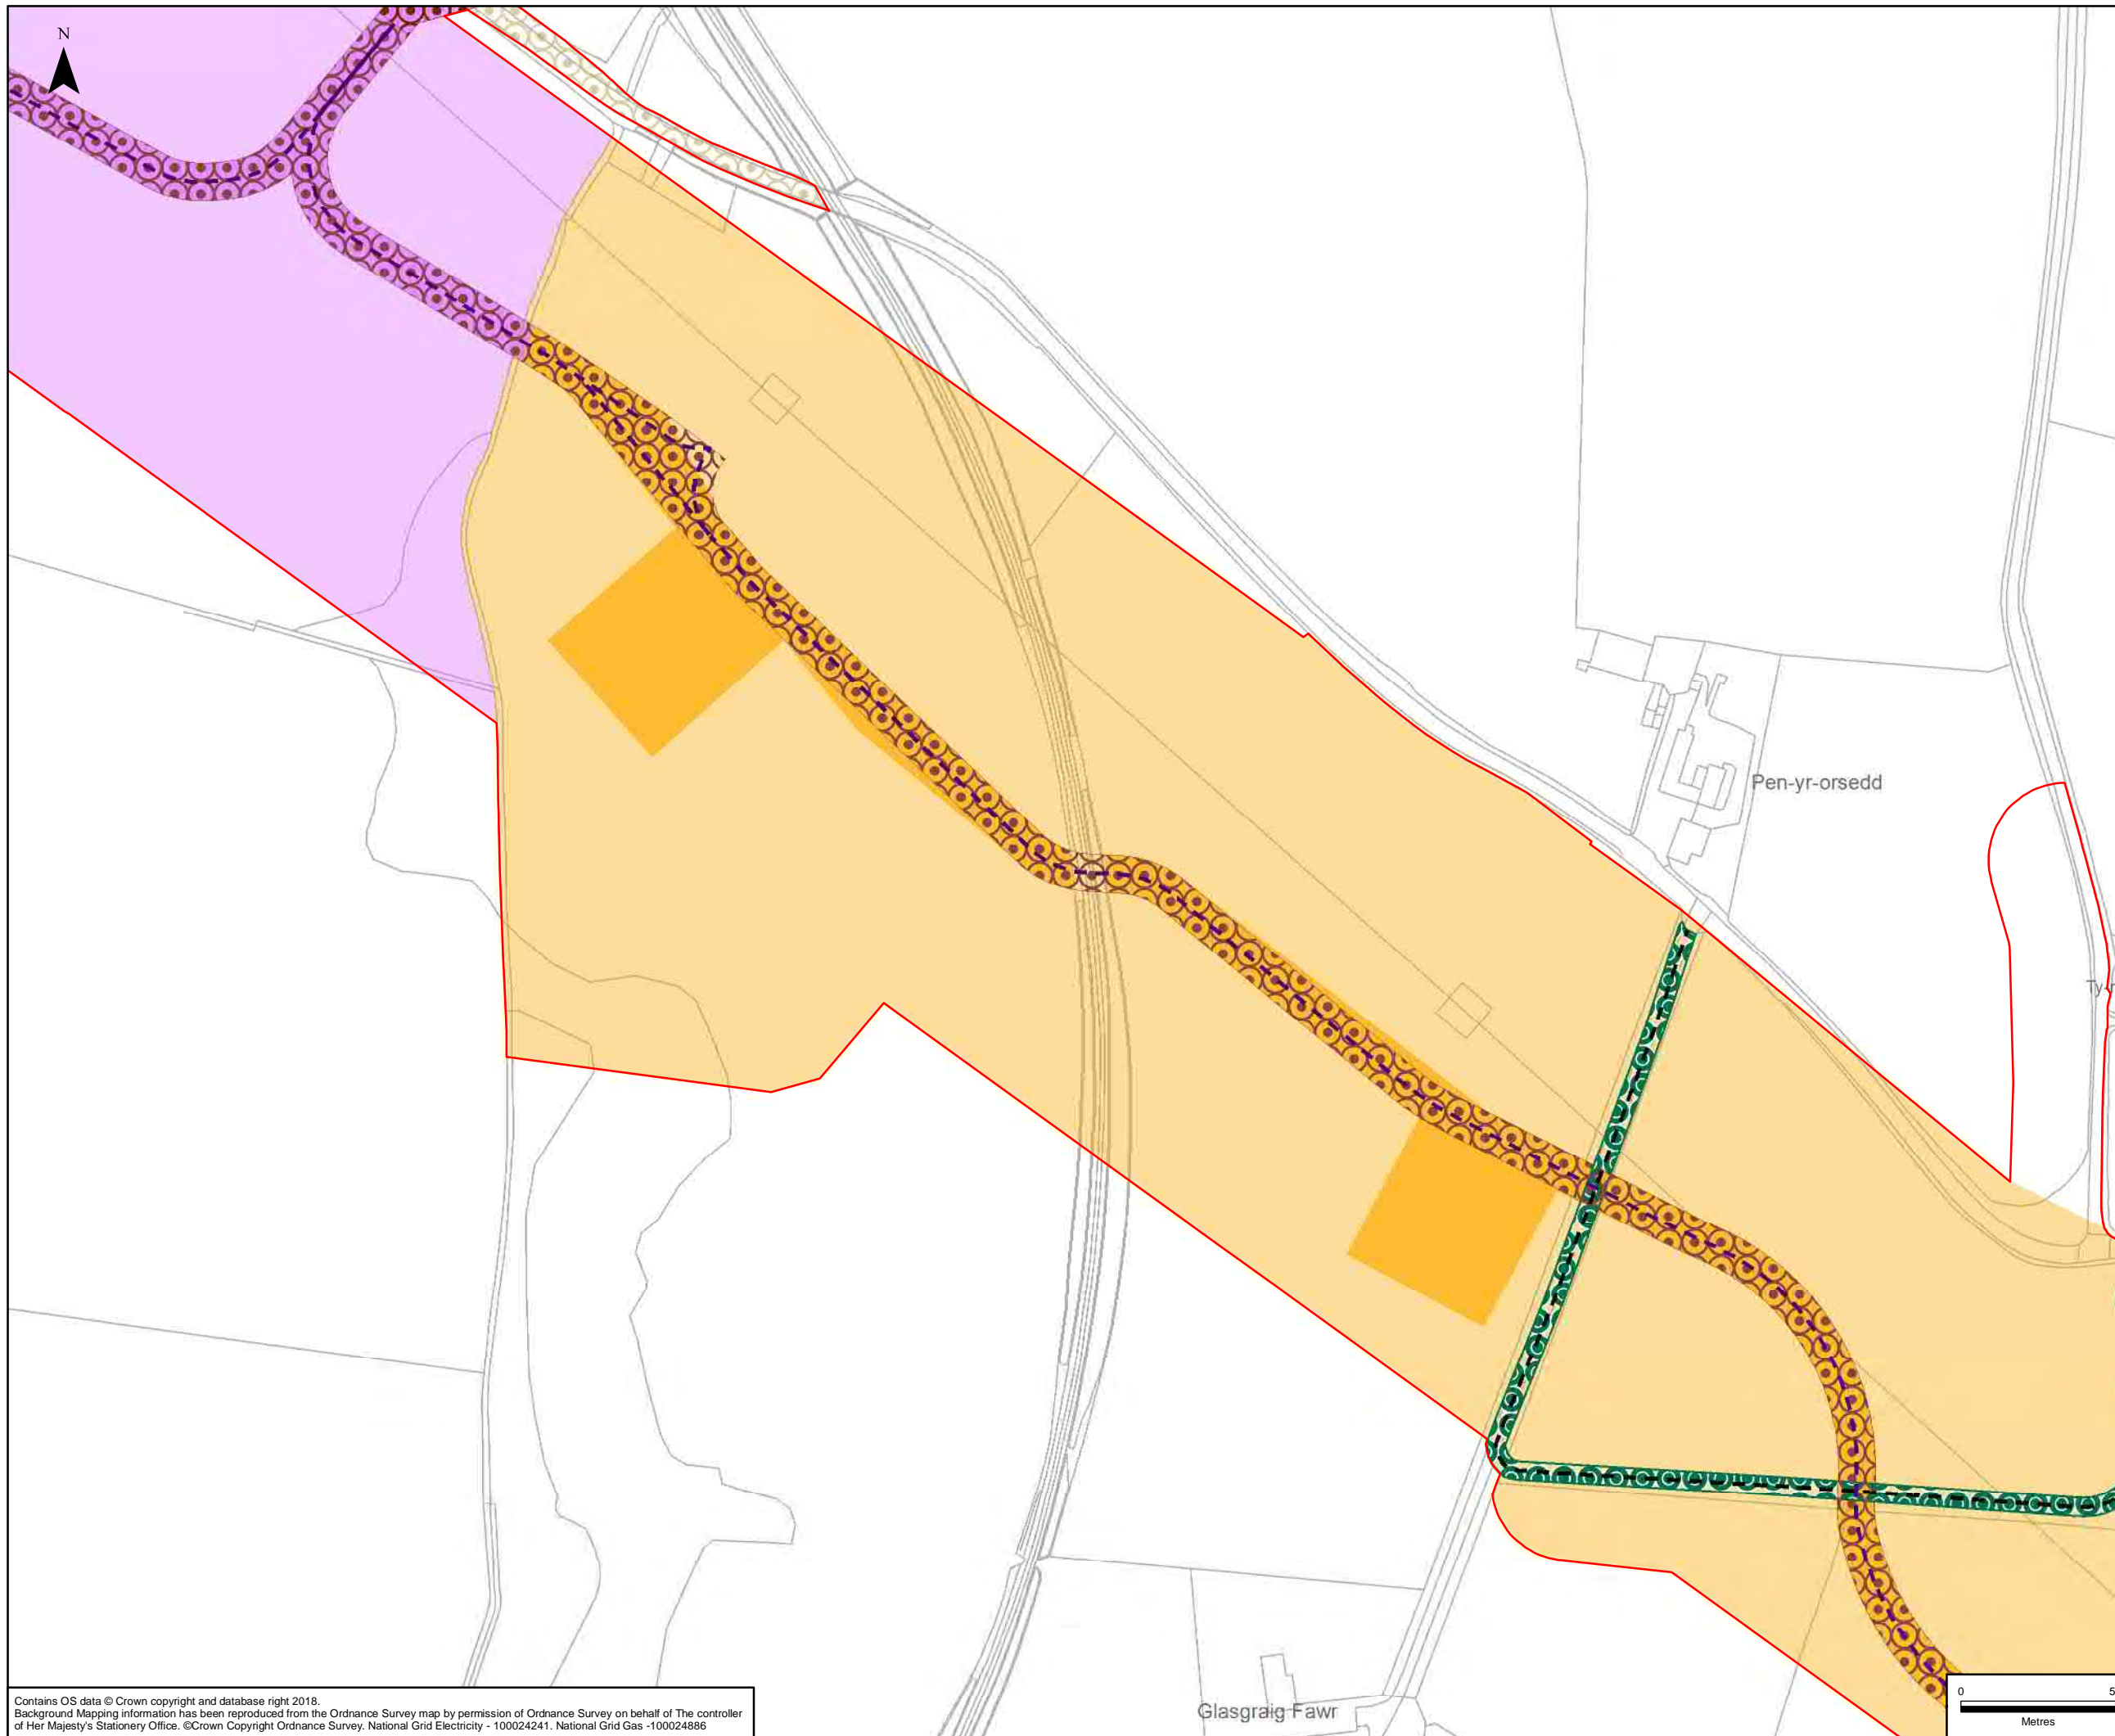 N
Pen-yr-orsedd
Glasgraig Fawr
Contains OS data © Crown copyright and database right 2018.
Background Mapping information has been reproduced from the Ordnance Survey map by permission of Ordnance Survey on behalf of The controller
of Her Majesty's Stationery Office. ©Crown Copyright Ordnance Survey. National Grid Electricity - 100024241. National Grid Gas -100024886
0
Metres